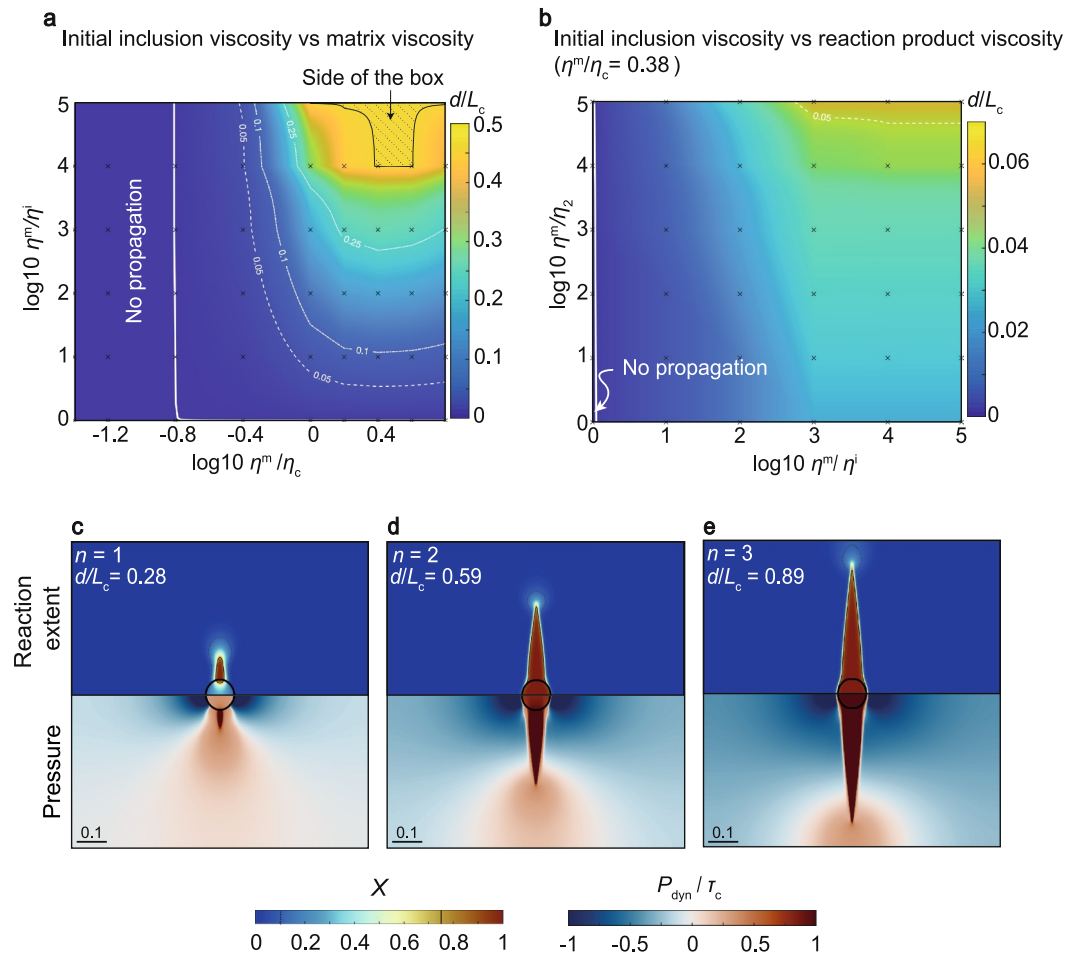 a
Initial inclusion viscosity vs matrix viscosity
Side of the box
d/Lc
5
4
3
2
1
0
log10 ηᵐ/ηⁱ
No propagation
0.05
0.1
0.25
0.25
0.1
0.05
0.5
0.4
0.3
0.2
0.1
0
-1.2 -0.8 -0.4 0 0.4
log10 ηᵐ/ηc
b
Initial inclusion viscosity vs reaction product viscosity
(ηᵐ/ηc = 0.38 )
d/Lc
5
4
3
2
1
0
log10 ηᵐ/η₂
0.05
No propagation
0.06
0.04
0.02
0
0 1 2 3 4 5
log10 ηᵐ/ ηⁱ
c
n = 1
d/Lc = 0.28
d
n = 2
d/Lc = 0.59
e
n = 3
d/Lc = 0.89
Reaction
extent
Pressure
0.1
0.1
0.1
X
0 0.2 0.4 0.6 0.8 1
Pdyn / τc
-1 -0.5 0 0.5 1